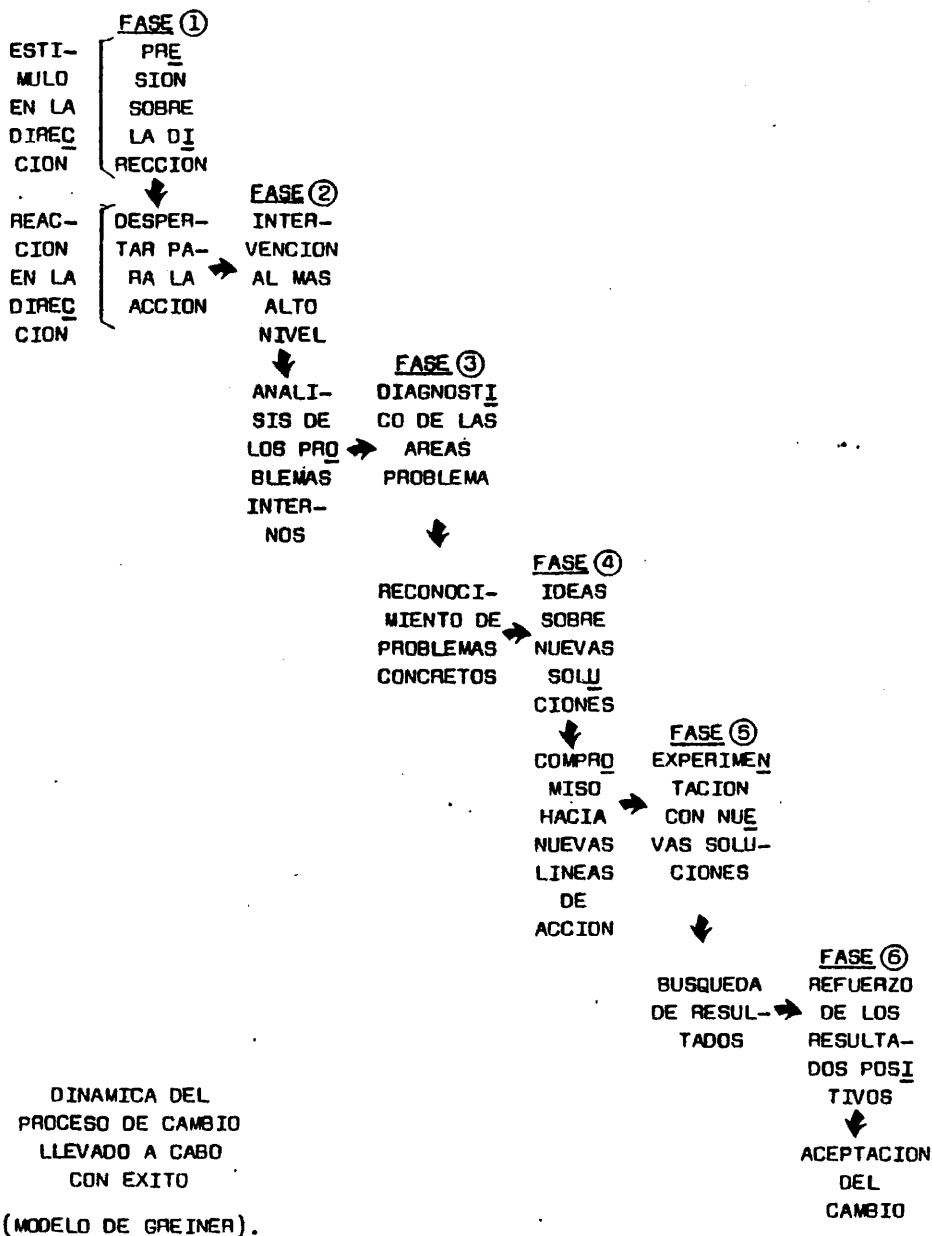 FASE ①
ESTI-
MULO
EN LA
DIREC
CION
PRE
SION
SOBRE
LA DI
RECCION
REAC-
CION
EN LA
DIREC
CION
DESPER-
TAR PA-
RA LA
ACCION
FASE ②
INTER-
VENCION
AL MAS
ALTO
NIVEL
ANALI-
SIS DE
LOS PRO
BLEMAS
INTER-
NOS
FASE ③
DIAGNOSTI
CO DE LAS
AREAS
PROBLEMA
RECONOCI-
MIENTO DE
PROBLEMAS
CONCRETOS
FASE ④
IDEAS
SOBRE
NUEVAS
SOLU
CIONES
COMPRO
MISO
HACIA
NUEVAS
LINEAS
DE
ACCION
FASE ⑤
EXPERIMEN
TACION
CON NUE
VAS SOLU-
CIONES
BUSQUEDA
DE RESUL-
TADOS
FASE ⑥
REFUERZO
DE LOS
RESULTA-
DOS POSI
TIVOS
ACEPTACION
DEL
CAMBIO
DINAMICA DEL
PROCESO DE CAMBIO
LLEVADO A CABO
CON EXITO
(MODELO DE GREINER).